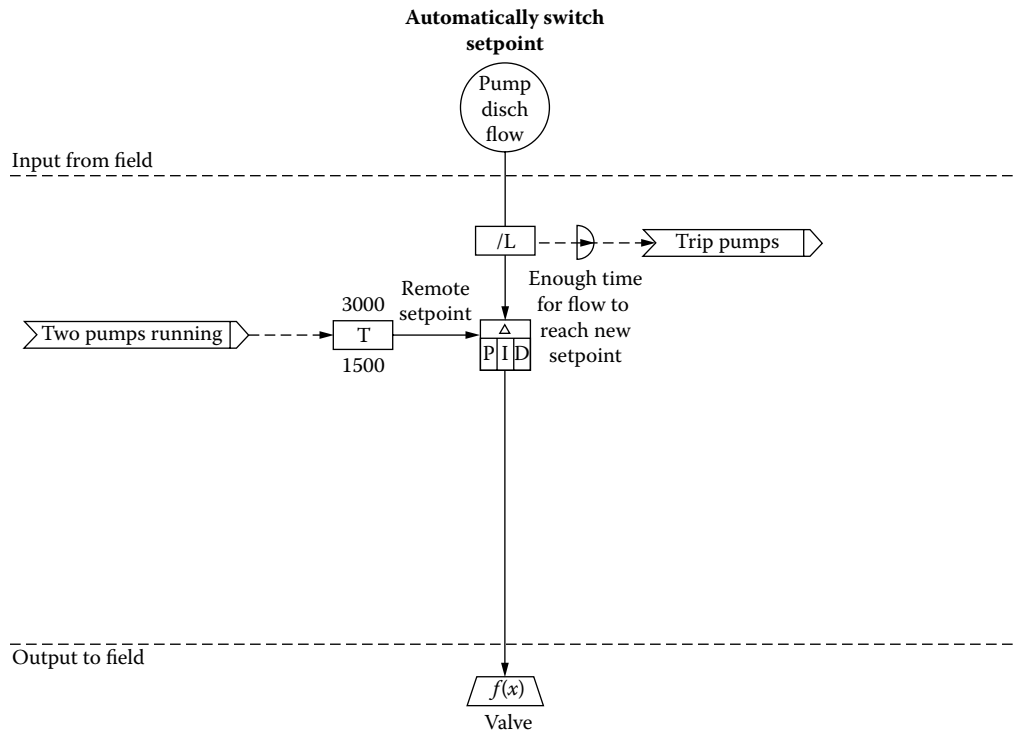 Automatically switch
setpoint
Pump
disch
flow
Input from field
/L
Trip pumps
Enough time
for flow to
reach new
setpoint
Remote
setpoint
3000
Two pumps running
T
1500
△
P I D
Output to field
f(x)
Valve